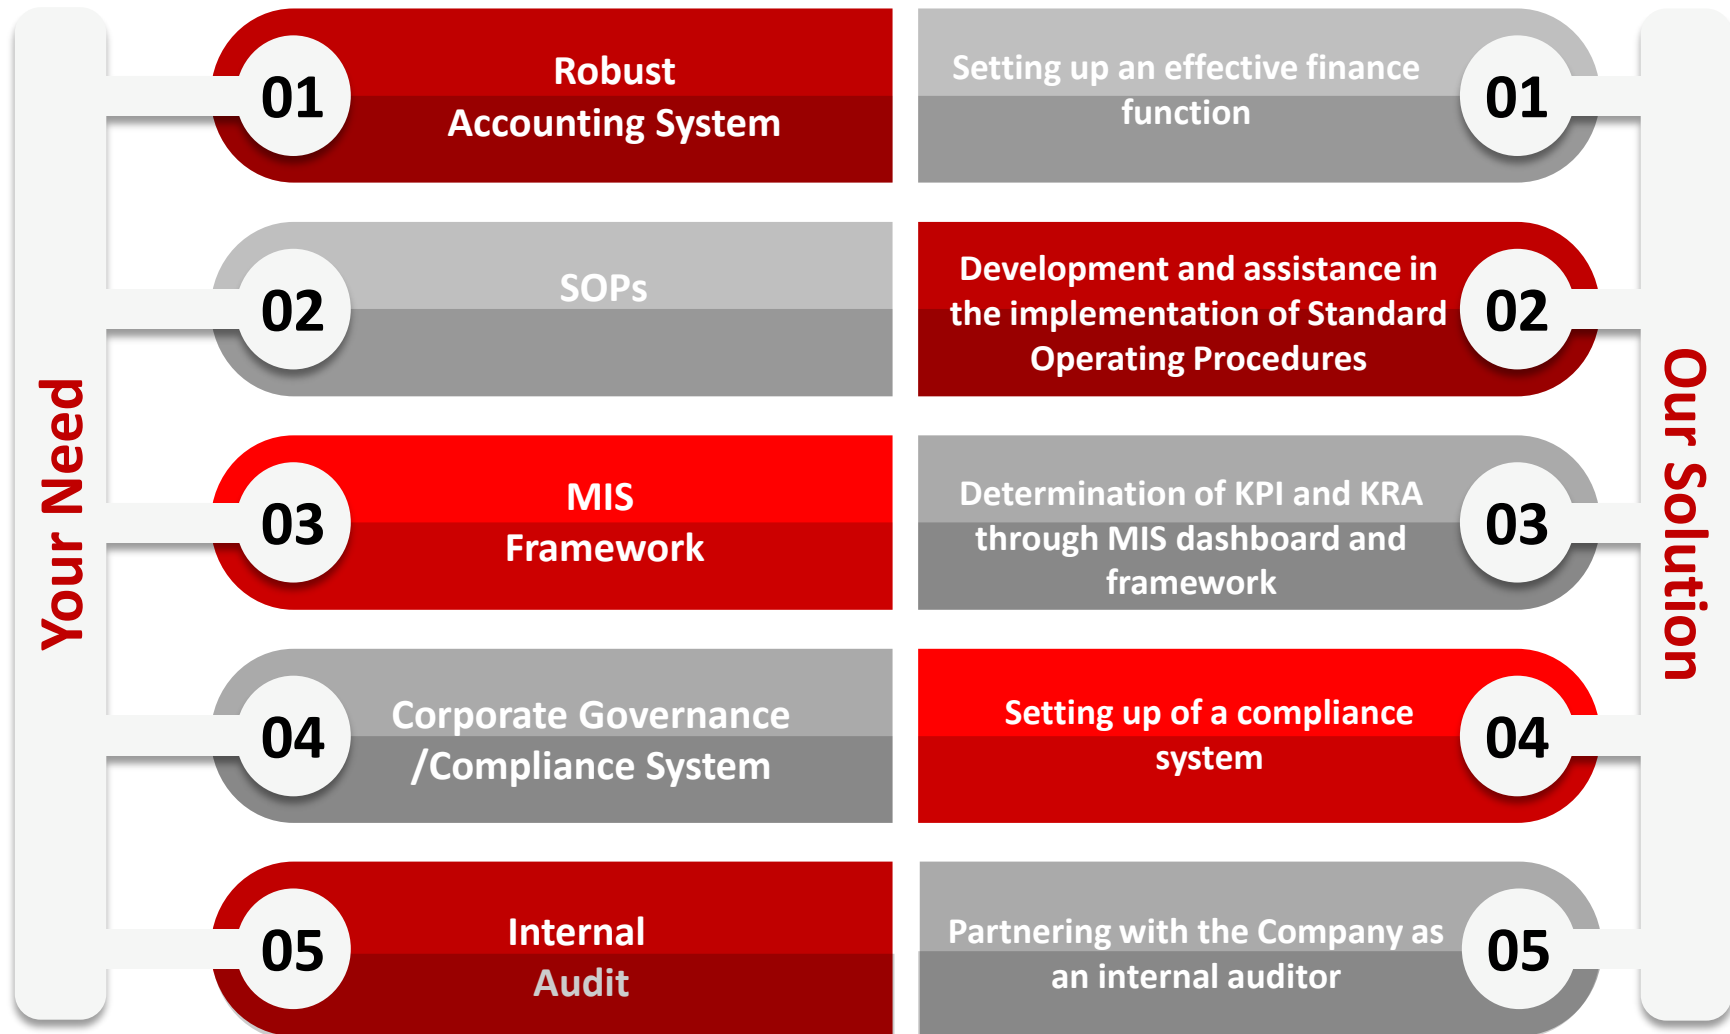 Your Need
01
Robust
Accounting System
Setting up an effective finance
function
01
02
SOPs
Development and assistance in
the implementation of Standard
Operating Procedures
02
03
MIS
Framework
Determination of KPI and KRA
through MIS dashboard and
framework
03
04
Corporate Governance
/Compliance System
Setting up of a compliance
system
04
05
Internal
Audit
Partnering with the Company as
an internal auditor
05
Our Solution